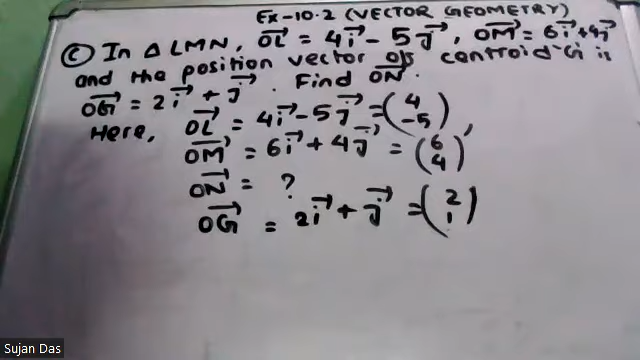 Ex-10.2 (VECTOR GEOMETRY)
(c) In △ LMN, OL→ = 4i→ - 5j→, OM→ = 6i→ + 4j→
and the position vector of centroid G is
OG→ = 2i→ + j→. Find ON→.
Here, OL→ = 4i→ - 5j→ = (4 -5),
OM→ = 6i→ + 4j→ = (6 4),
ON→ = ?
OG→ = 2i→ + j→ = (2 1)
Sujan Das